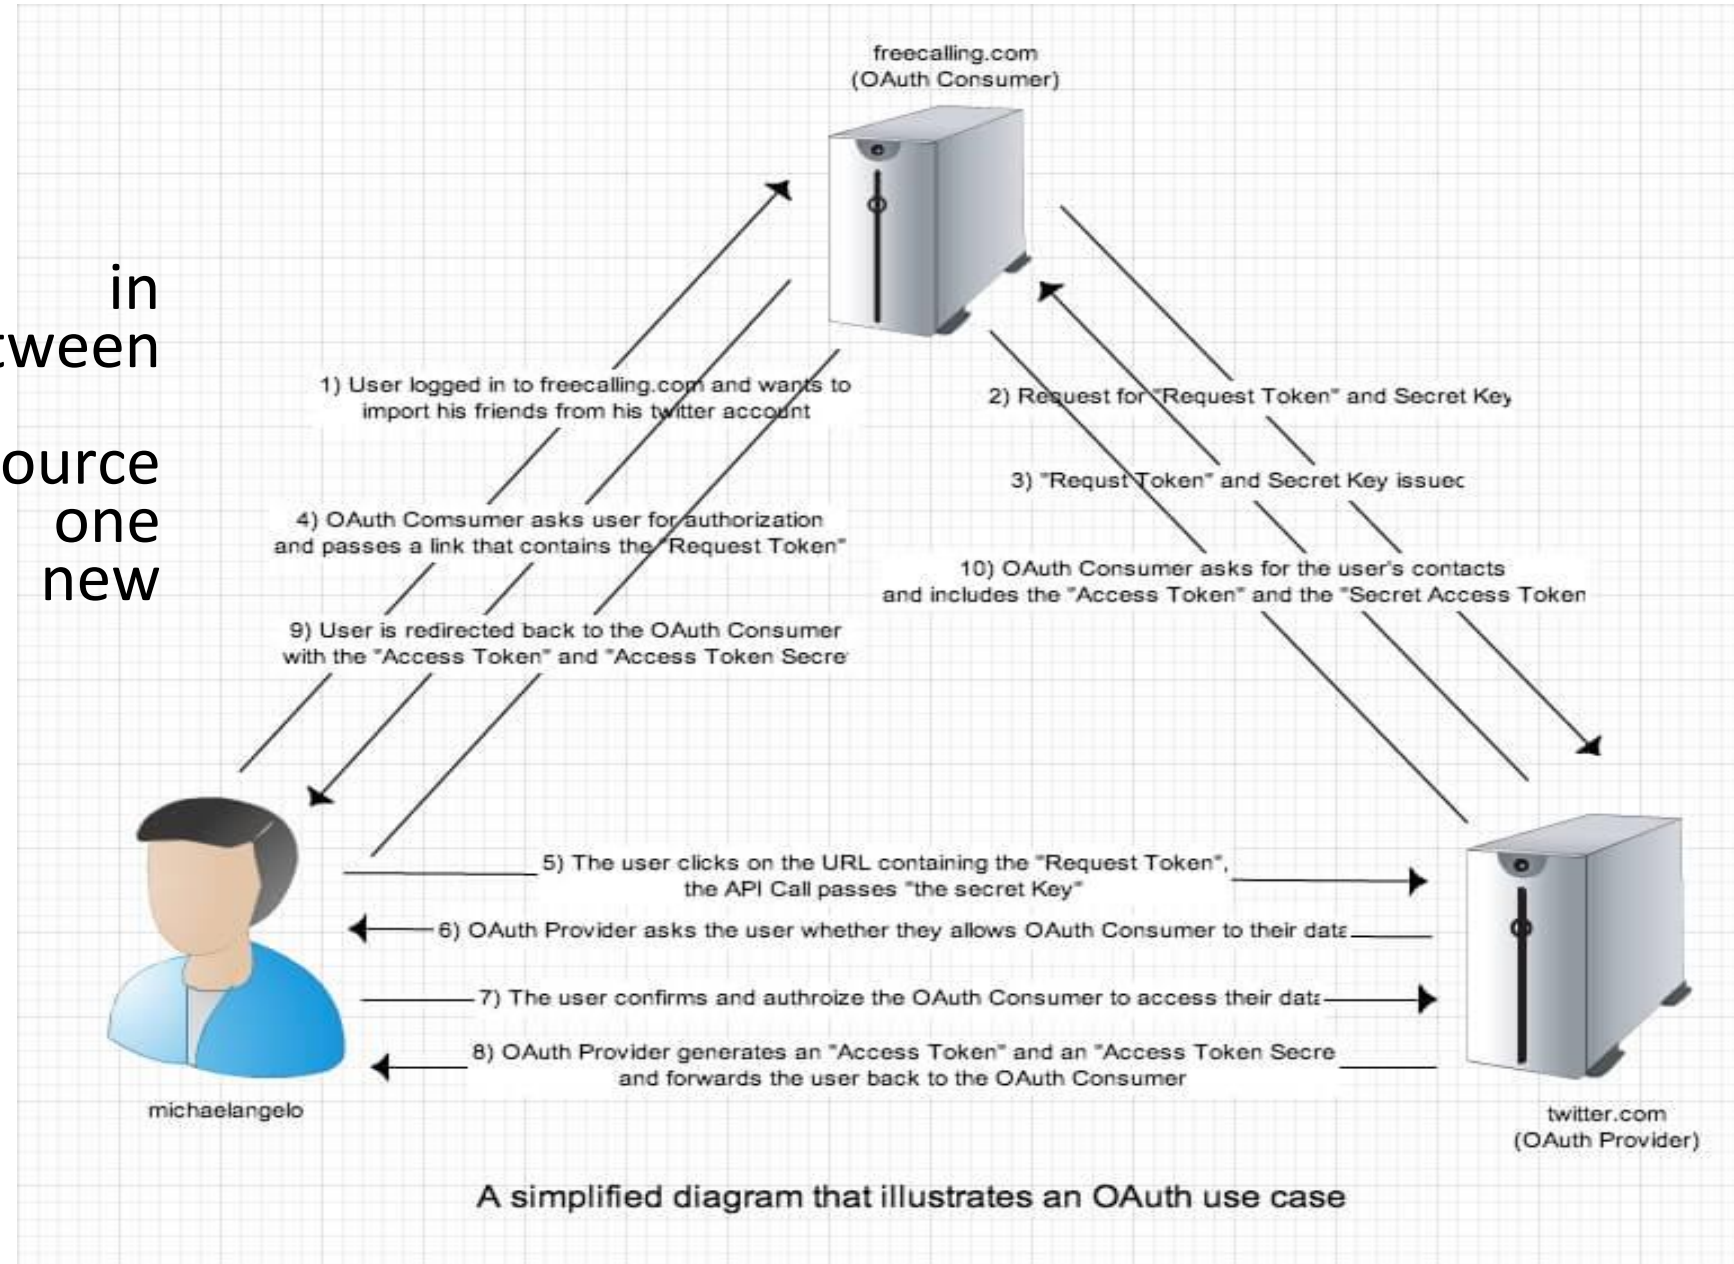 freecalling.com
(OAuth Consumer)
in
tween
ource
one
new
1) User logged in to freecalling.com and wants to
import his friends from his twitter account
2) Request for "Request Token" and Secret Key
3) "Requst Token" and Secret Key issued
4) OAuth Comsumer asks user for authorization
and passes a link that contains the "Request Token"
10) OAuth Consumer asks for the user's contacts
and includes the "Access Token" and the "Secret Access Token
9) User is redirected back to the OAuth Consumer
with the "Access Token" and "Access Token Secre
5) The user clicks on the URL containing the "Request Token",
the API Call passes "the secret Key"
6) OAuth Provider asks the user whether they allows OAuth Consumer to their data
7) The user confirms and authroize the OAuth Consumer to access their data
8) OAuth Provider generates an "Access Token" and an "Access Token Secre
and forwards the user back to the OAuth Consumer
michaelangelo
twitter.com
(OAuth Provider)
A simplified diagram that illustrates an OAuth use case